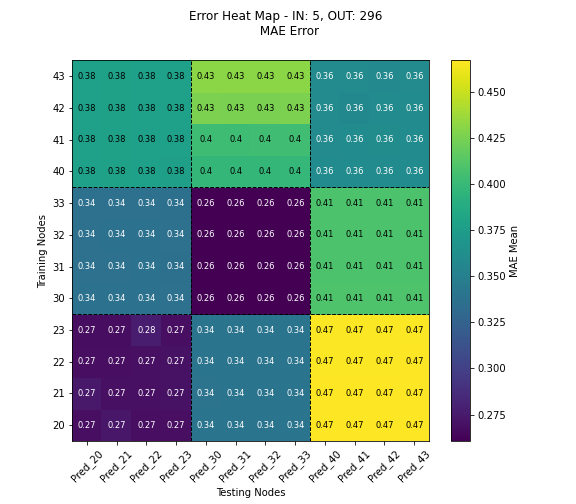 Error Heat Map - IN: 5, OUT: 296
MAE Error
43 0.38 0.38 0.38 0.38 0.43 0.43 0.43 0.43 0.36 0.36 0.36 0.36
42 0.38 0.38 0.38 0.38 0.43 0.43 0.43 0.43 0.36 0.36 0.36 0.36
41 0.38 0.38 0.38 0.38 0.4 0.4 0.4 0.4 0.36 0.36 0.36 0.36
40 0.38 0.38 0.38 0.38 0.4 0.4 0.4 0.4 0.36 0.36 0.36 0.36
33 0.34 0.34 0.34 0.34 0.26 0.26 0.26 0.26 0.41 0.41 0.41 0.41
32 0.34 0.34 0.34 0.34 0.26 0.26 0.26 0.26 0.41 0.41 0.41 0.41
31 0.34 0.34 0.34 0.34 0.26 0.26 0.26 0.26 0.41 0.41 0.41 0.41
30 0.34 0.34 0.34 0.34 0.26 0.26 0.26 0.26 0.41 0.41 0.41 0.41
23 0.27 0.27 0.28 0.27 0.34 0.34 0.34 0.34 0.47 0.47 0.47 0.47
22 0.27 0.27 0.27 0.27 0.34 0.34 0.34 0.34 0.47 0.47 0.47 0.47
21 0.27 0.27 0.27 0.27 0.34 0.34 0.34 0.34 0.47 0.47 0.47 0.47
20 0.27 0.27 0.27 0.27 0.34 0.34 0.34 0.34 0.47 0.47 0.47 0.47
Training Nodes
Pred_20 Pred_21 Pred_22 Pred_23 Pred_30 Pred_31 Pred_32 Pred_33 Pred_40 Pred_41 Pred_42 Pred_43
Testing Nodes
0.450
0.425
0.400
0.375
0.350
0.325
0.300
0.275
MAE Mean